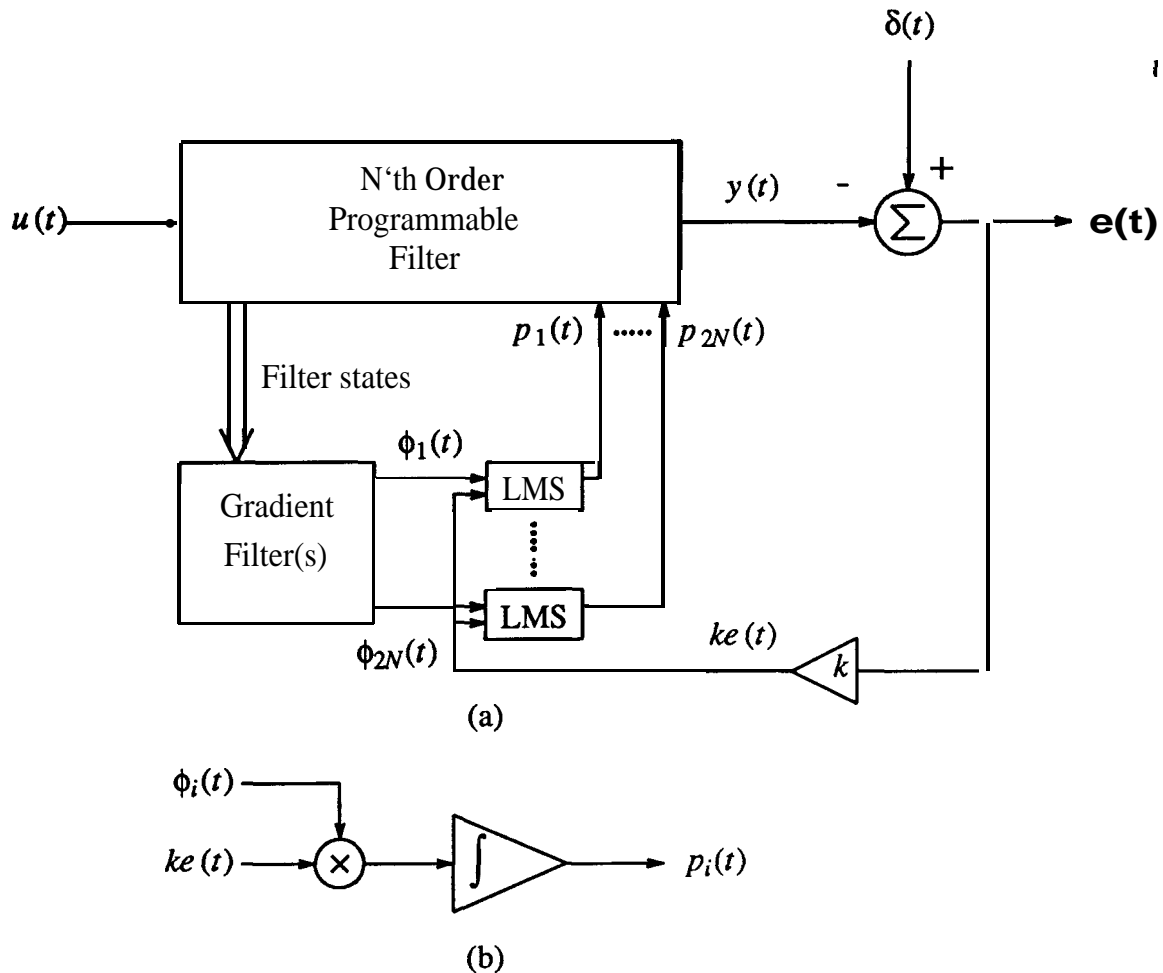 δ(t)
N‘th Order
Programmable
Filter
u(t)
y(t)
-
+
Σ
e(t)
p₁(t) ..... p₂N(t)
Filter states
ϕ₁(t)
LMS
Gradient
Filter(s)
LMS
ϕ₂N(t)
ke(t)
k
(a)
ϕᵢ(t)
ke(t)
×
∫
pᵢ(t)
(b)